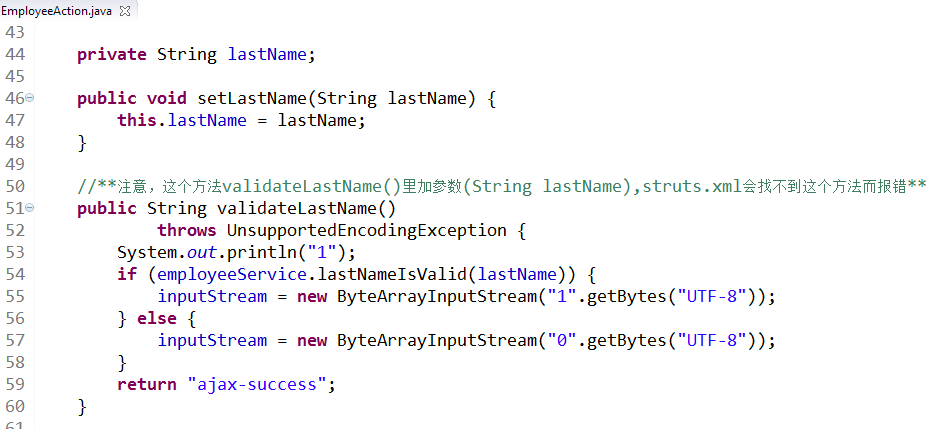 EmployeeAction.java
43
44 private String lastName;
45
46 public void setLastName(String lastName) {
47 this.lastName = lastName;
48 }
49
50 //**注意，这个方法validateLastName()里加参数(String lastName),struts.xml会找不到这个方法而报错**
51 public String validateLastName()
52 throws UnsupportedEncodingException {
53 System.out.println("1");
54 if (employeeService.lastNameIsValid(lastName)) {
55 inputStream = new ByteArrayInputStream("1".getBytes("UTF-8"));
56 } else {
57 inputStream = new ByteArrayInputStream("0".getBytes("UTF-8"));
58 }
59 return "ajax-success";
60 }
61